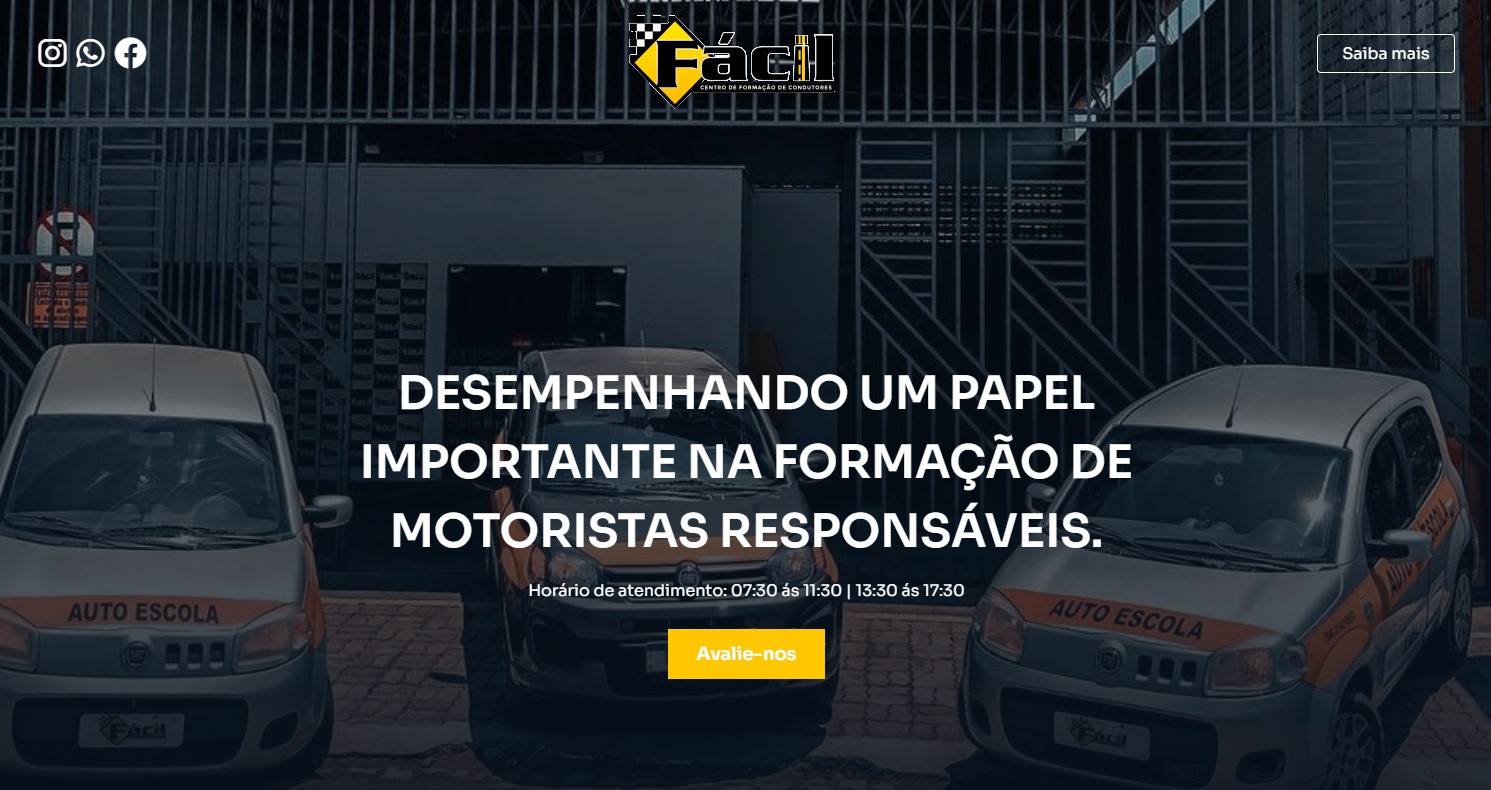 Fácil
CENTRO DE FORMAÇÃO DE CONDUTORES
Saiba mais
DESEMPENHANDO UM PAPEL
IMPORTANTE NA FORMAÇÃO DE
MOTORISTAS RESPONSÁVEIS.
Horário de atendimento: 07:30 ás 11:30 | 13:30 ás 17:30
AUTO ESCOLA
AUTO ESCOLA
AUTO ESCOLA
Avalie-nos
Fácil
Fácil